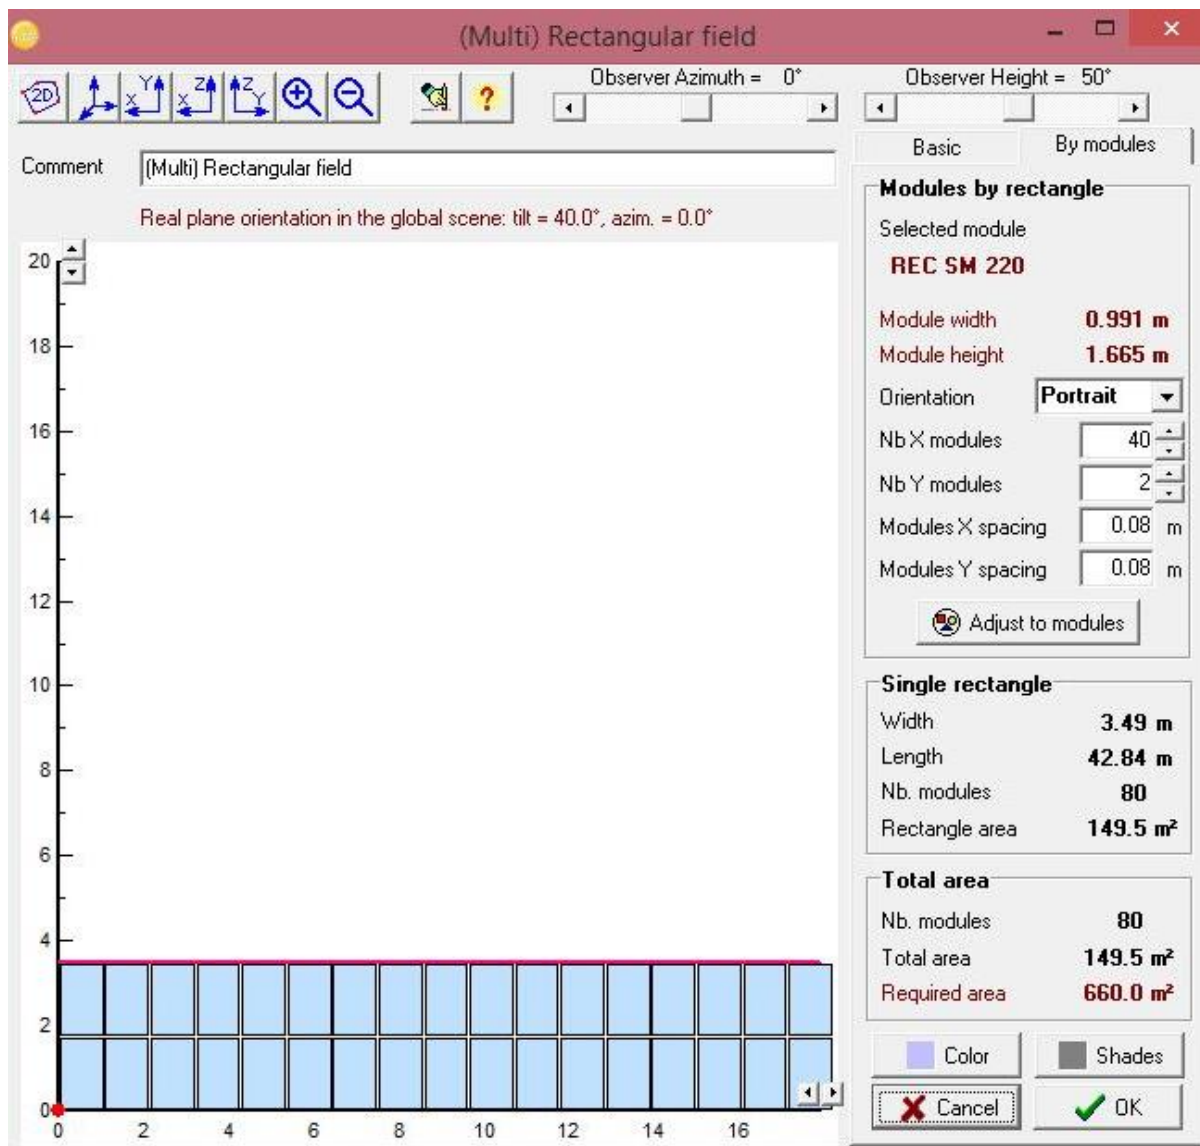 (Multi) Rectangular field
2D
Y
X
Z
X
Z
Y
?
Observer Azimuth = 0°
Observer Height = 50°
Basic
By modules
Comment
(Multi) Rectangular field
Real plane orientation in the global scene: tilt = 40.0°, azim. = 0.0°
Modules by rectangle
Selected module
REC SM 220
Module width 0.991 m
Module height 1.665 m
Orientation Portrait
Nb X modules 40
Nb Y modules 2
Modules X spacing 0.08 m
Modules Y spacing 0.08 m
Adjust to modules
Single rectangle
Width 3.49 m
Length 42.84 m
Nb. modules 80
Rectangle area 149.5 m²
Total area
Nb. modules 80
Total area 149.5 m²
Required area 660.0 m²
Color
Shades
Cancel
OK
20
18
16
14
12
10
8
6
4
2
0
0 2 4 6 8 10 12 14 16